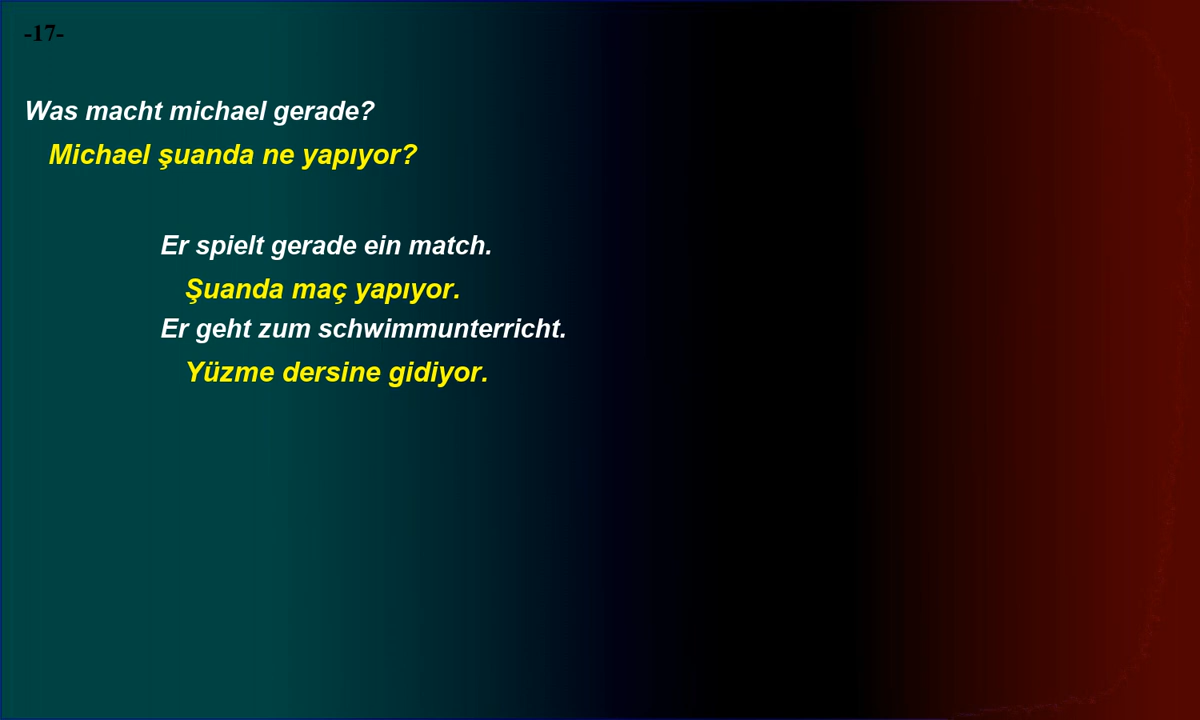 -17-
Was macht michael gerade?
Michael şuanda ne yapıyor?
Er spielt gerade ein match.
Şuanda maç yapıyor.
Er geht zum schwimmunterricht.
Yüzme dersine gidiyor.